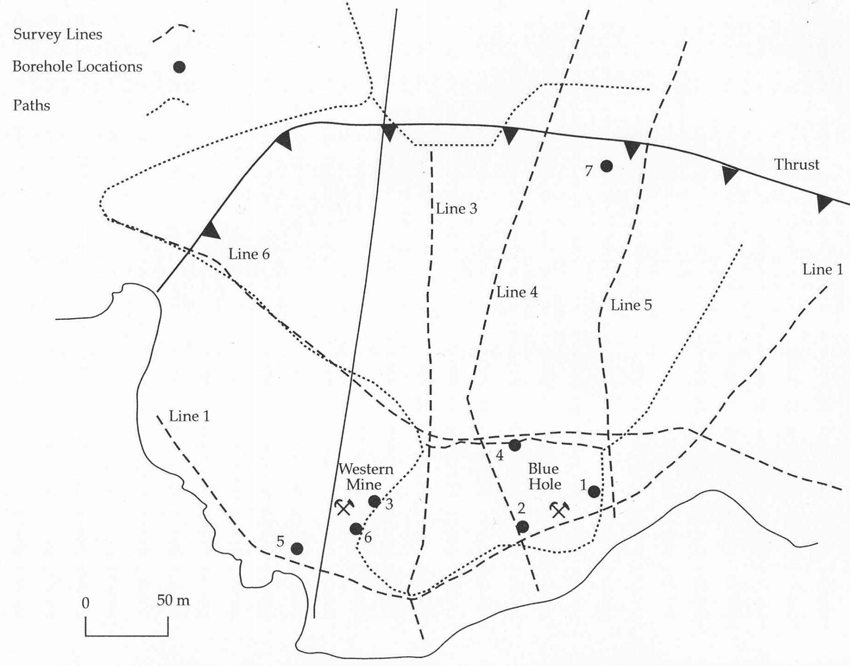 Survey Lines
Borehole Locations
Paths
Thrust
7
Line 3
Line 6
Line 1
Line 4
Line 5
Line 1
4
Western
Mine
Blue
Hole
1
3
2
6
5
0
50 m